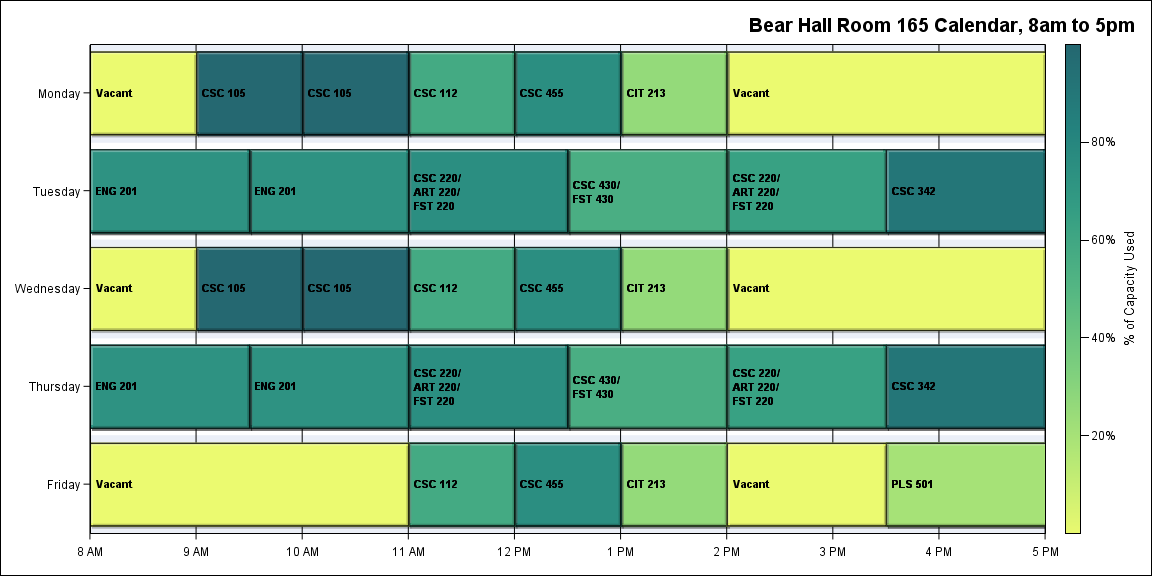 Bear Hall Room 165 Calendar, 8am to 5pm
Monday
Vacant
CSC 105
CSC 105
CSC 112
CSC 455
CIT 213
Vacant
Tuesday
ENG 201
ENG 201
CSC 220/
ART 220/
FST 220
CSC 430/
FST 430
CSC 220/
ART 220/
FST 220
CSC 342
Wednesday
Vacant
CSC 105
CSC 105
CSC 112
CSC 455
CIT 213
Vacant
Thursday
ENG 201
ENG 201
CSC 220/
ART 220/
FST 220
CSC 430/
FST 430
CSC 220/
ART 220/
FST 220
CSC 342
Friday
Vacant
CSC 112
CSC 455
CIT 213
Vacant
PLS 501
8 AM
9 AM
10 AM
11 AM
12 PM
1 PM
2 PM
3 PM
4 PM
5 PM
80%
60%
40%
20%
% of Capacity Used